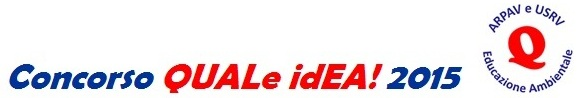 Concorso QUALe idEA! 2015
ARPAV e USRV
Q
Educazione Ambientale